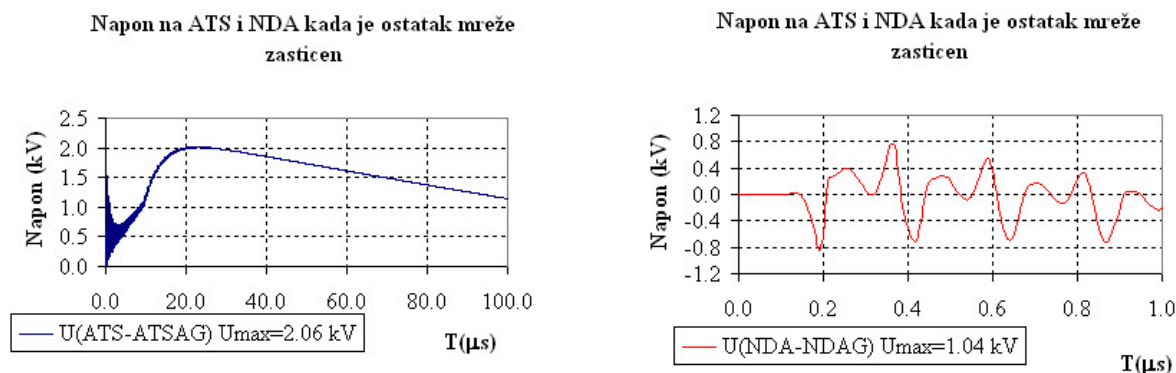 Napon na ATS i NDA kada je ostatak mreže
zasticen
Napon (kV)
2.5
2.0
1.5
1.0
0.5
0.0
0.0 20.0 40.0 60.0 80.0 100.0
U(ATS-ATSAG) Umax=2.06 kV
T(µs)
Napon na ATS i NDA kada je ostatak mreže
zasticen
Napon (kV)
1.2
0.8
0.4
0.0
-0.4
-0.8
-1.2
0.0 0.2 0.4 0.6 0.8 1.0
U(NDA-NDAG) Umax=1.04 kV
T(µs)